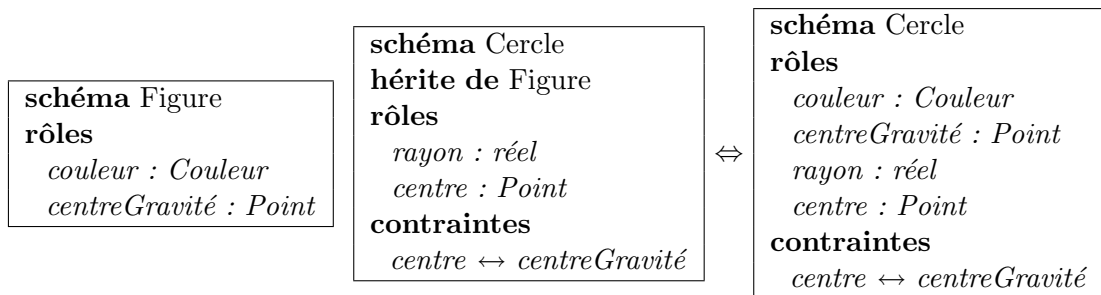 schéma Figure
rôles
couleur : Couleur
centreGravité : Point
schéma Cercle
hérite de Figure
rôles
rayon : réel
centre : Point
contraintes
centre ↔ centreGravité
⇔
schéma Cercle
rôles
couleur : Couleur
centreGravité : Point
rayon : réel
centre : Point
contraintes
centre ↔ centreGravité